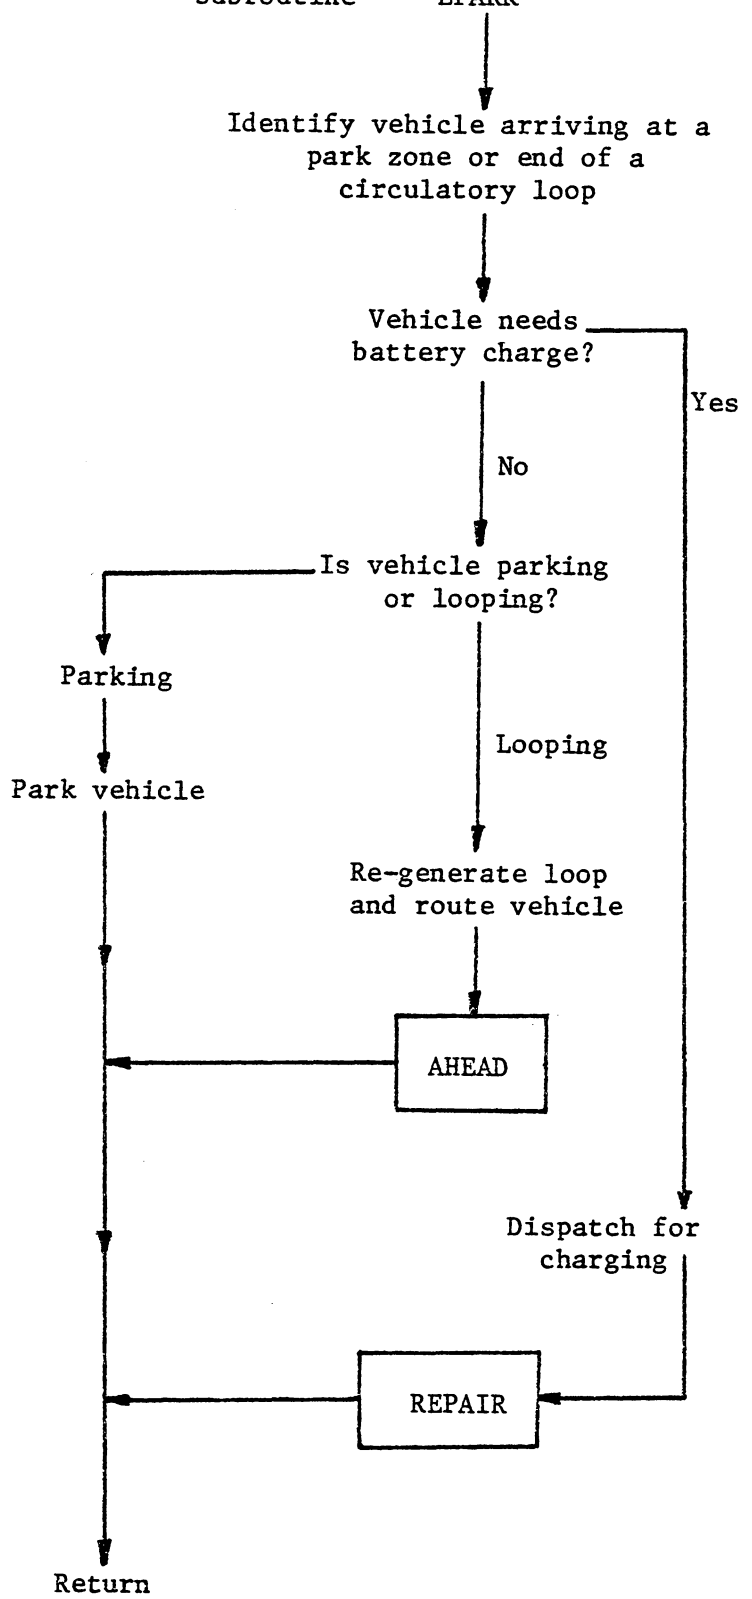 Subroutine EPARK
Identify vehicle arriving at a
park zone or end of a
circulatory loop
Vehicle needs
battery charge?
Yes
No
Is vehicle parking
or looping?
Parking
Looping
Park vehicle
Re-generate loop
and route vehicle
AHEAD
Dispatch for
charging
REPAIR
Return